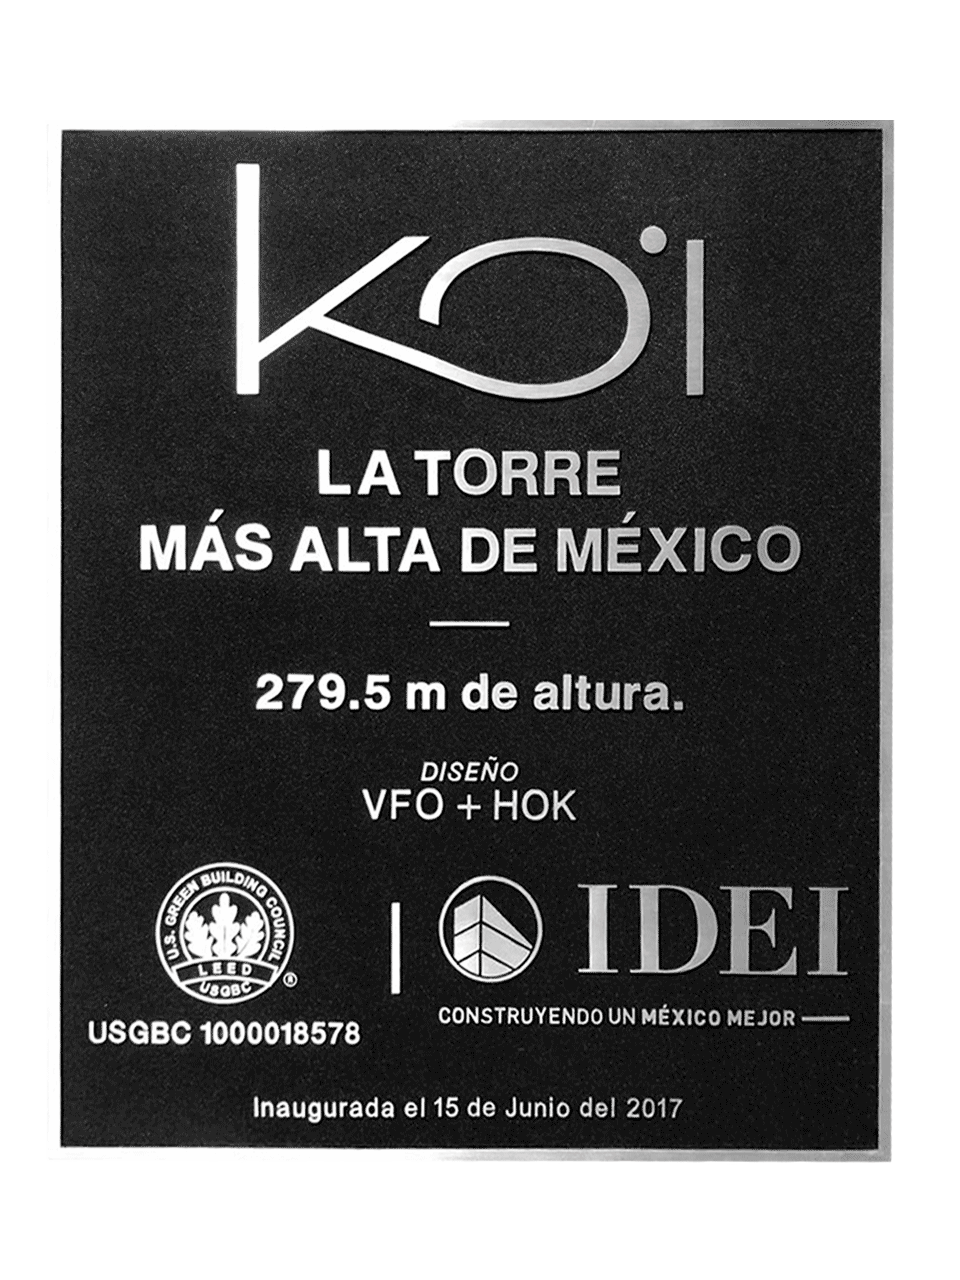 Koi
LA TORRE
MÁS ALTA DE MÉXICO
279.5 m de altura.
DISEÑO
VFO + HOK
U.S. GREEN BUILDING COUNCIL
LEED
USGBC
®
USGBC 1000018578
IDEI
CONSTRUYENDO UN MÉXICO MEJOR
Inaugurada el 15 de Junio del 2017